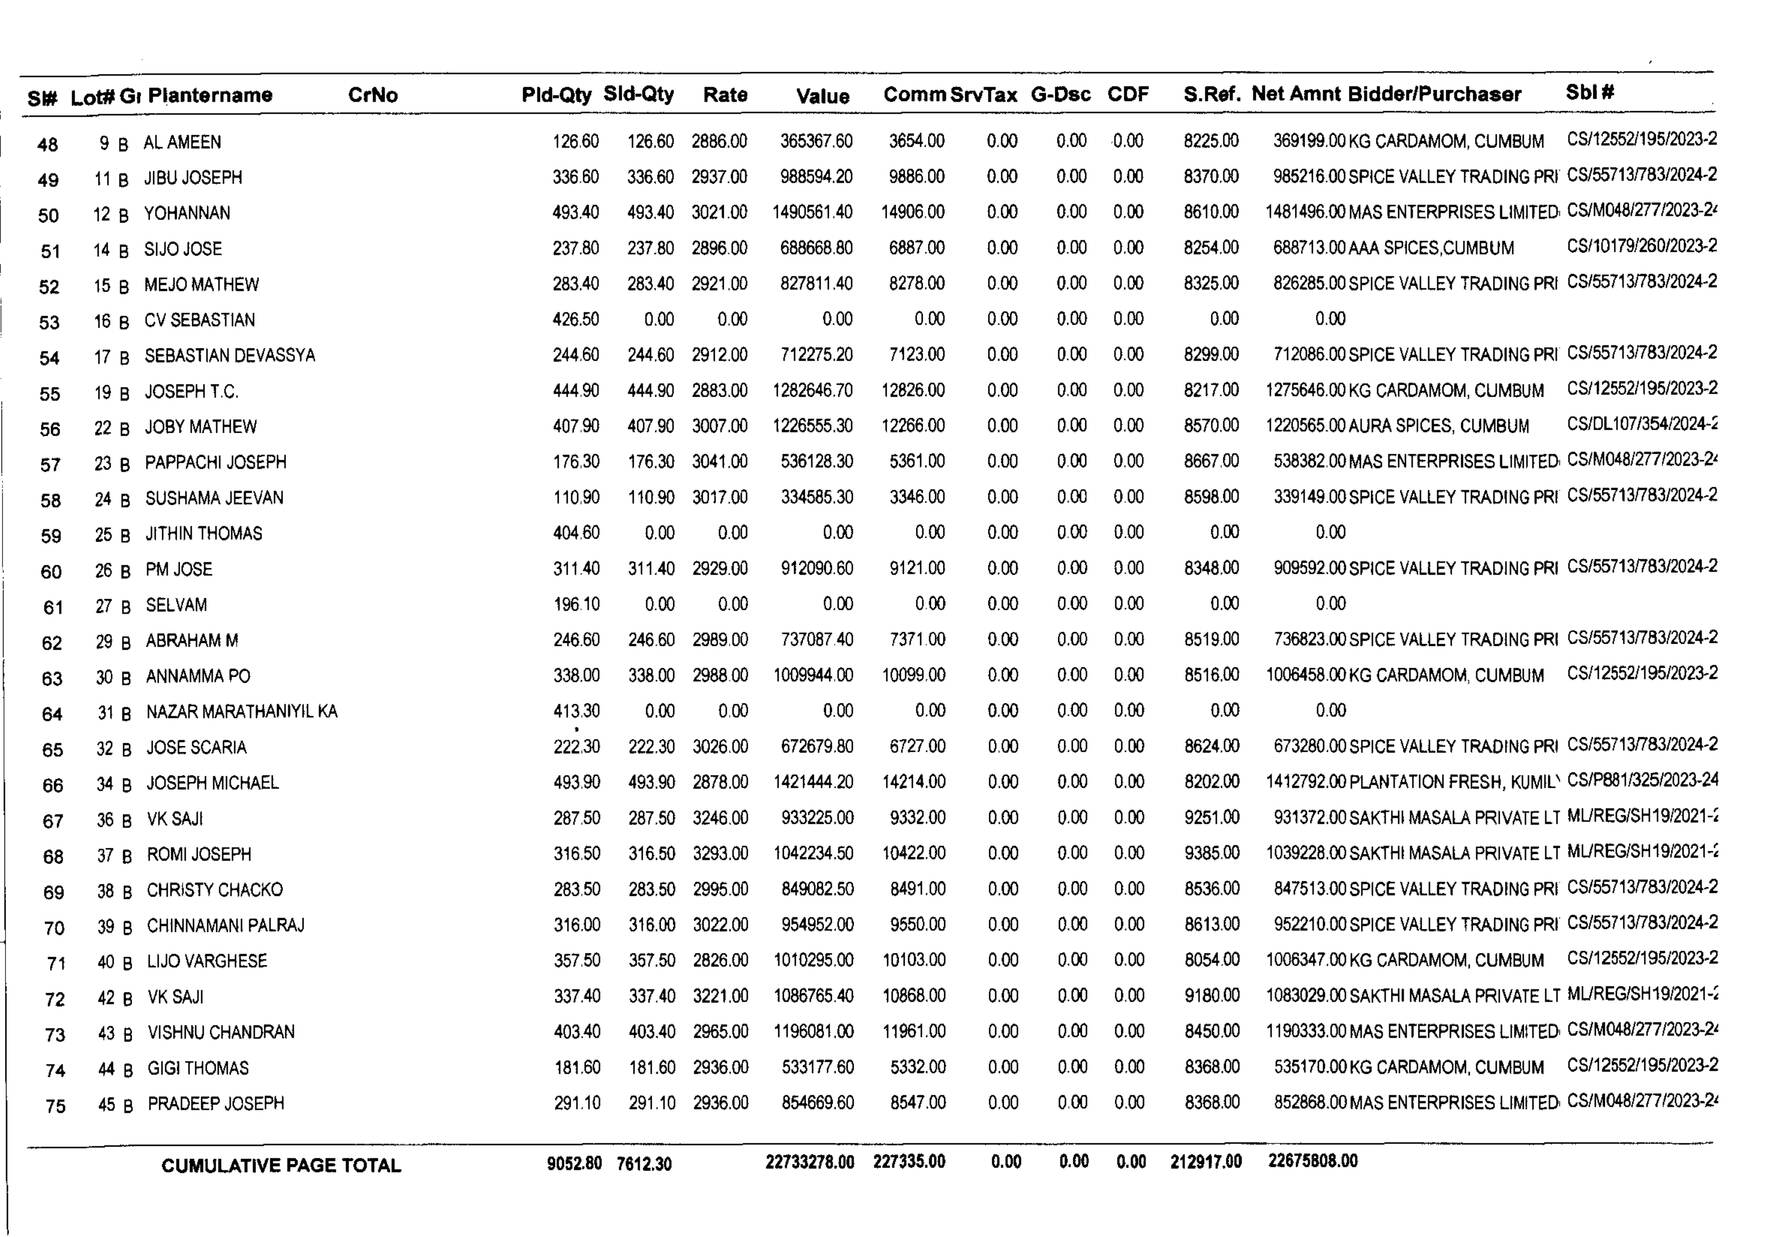 Sl# Lot# Gr Plantername CrNo Pld-Qty Sld-Qty Rate Value Comm SrvTax G-Dsc CDF S.Ref. Net Amnt Bidder/Purchaser Sbl #
48 9 B AL AMEEN 126.60 126.60 2886.00 365367.60 3654.00 0.00 0.00 0.00 8225.00 369199.00 KG CARDAMOM, CUMBUM CS/12552/195/2023-2
49 11 B JIBU JOSEPH 336.60 336.60 2937.00 988594.20 9886.00 0.00 0.00 0.00 8370.00 985216.00 SPICE VALLEY TRADING PRI CS/55713/783/2024-2
50 12 B YOHANNAN 493.40 493.40 3021.00 1490561.40 14906.00 0.00 0.00 0.00 8610.00 1481496.00 MAS ENTERPRISES LIMITED CS/M048/277/2023-24
51 14 B SIJO JOSE 237.80 237.80 2896.00 688668.80 6887.00 0.00 0.00 0.00 8254.00 688713.00 AAA SPICES,CUMBUM CS/10179/260/2023-2
52 15 B MEJO MATHEW 283.40 283.40 2921.00 827811.40 8278.00 0.00 0.00 0.00 8325.00 826285.00 SPICE VALLEY TRADING PRI CS/55713/783/2024-2
53 16 B CV SEBASTIAN 426.50 0.00 0.00 0.00 0.00 0.00 0.00 0.00 0.00 0.00
54 17 B SEBASTIAN DEVASSYA 244.60 244.60 2912.00 712275.20 7123.00 0.00 0.00 0.00 8299.00 712086.00 SPICE VALLEY TRADING PRI CS/55713/783/2024-2
55 19 B JOSEPH T.C. 444.90 444.90 2883.00 1282646.70 12826.00 0.00 0.00 0.00 8217.00 1275646.00 KG CARDAMOM, CUMBUM CS/12552/195/2023-2
56 22 B JOBY MATHEW 407.90 407.90 3007.00 1226555.30 12266.00 0.00 0.00 0.00 8570.00 1220565.00 AURA SPICES, CUMBUM CS/DL107/354/2024-2
57 23 B PAPPACHI JOSEPH 176.30 176.30 3041.00 536128.30 5361.00 0.00 0.00 0.00 8667.00 538382.00 MAS ENTERPRISES LIMITED CS/M048/277/2023-24
58 24 B SUSHAMA JEEVAN 110.90 110.90 3017.00 334585.30 3346.00 0.00 0.00 0.00 8598.00 339149.00 SPICE VALLEY TRADING PRI CS/55713/783/2024-2
59 25 B JITHIN THOMAS 404.60 0.00 0.00 0.00 0.00 0.00 0.00 0.00 0.00 0.00
60 26 B PM JOSE 311.40 311.40 2929.00 912090.60 9121.00 0.00 0.00 0.00 8348.00 909592.00 SPICE VALLEY TRADING PRI CS/55713/783/2024-2
61 27 B SELVAM 196.10 0.00 0.00 0.00 0.00 0.00 0.00 0.00 0.00 0.00
62 29 B ABRAHAM M 246.60 246.60 2989.00 737087.40 7371.00 0.00 0.00 0.00 8519.00 736823.00 SPICE VALLEY TRADING PRI CS/55713/783/2024-2
63 30 B ANNAMMA PO 338.00 338.00 2988.00 1009944.00 10099.00 0.00 0.00 0.00 8516.00 1006458.00 KG CARDAMOM, CUMBUM CS/12552/195/2023-2
64 31 B NAZAR MARATHANIYIL KA 413.30 0.00 0.00 0.00 0.00 0.00 0.00 0.00 0.00 0.00
65 32 B JOSE SCARIA 222.30 222.30 3026.00 672679.80 6727.00 0.00 0.00 0.00 8624.00 673280.00 SPICE VALLEY TRADING PRI CS/55713/783/2024-2
66 34 B JOSEPH MICHAEL 493.90 493.90 2878.00 1421444.20 14214.00 0.00 0.00 0.00 8202.00 1412792.00 PLANTATION FRESH, KUMILY CS/P881/325/2023-24
67 36 B VK SAJI 287.50 287.50 3246.00 933225.00 9332.00 0.00 0.00 0.00 9251.00 931372.00 SAKTHI MASALA PRIVATE LT ML/REG/SH19/2021-2
68 37 B ROMI JOSEPH 316.50 316.50 3293.00 1042234.50 10422.00 0.00 0.00 0.00 9385.00 1039228.00 SAKTHI MASALA PRIVATE LT ML/REG/SH19/2021-2
69 38 B CHRISTY CHACKO 283.50 283.50 2995.00 849082.50 8491.00 0.00 0.00 0.00 8536.00 847513.00 SPICE VALLEY TRADING PRI CS/55713/783/2024-2
70 39 B CHINNAMANI PALRAJ 316.00 316.00 3022.00 954952.00 9550.00 0.00 0.00 0.00 8613.00 952210.00 SPICE VALLEY TRADING PRI CS/55713/783/2024-2
71 40 B LIJO VARGHESE 357.50 357.50 2826.00 1010295.00 10103.00 0.00 0.00 0.00 8054.00 1006347.00 KG CARDAMOM, CUMBUM CS/12552/195/2023-2
72 42 B VK SAJI 337.40 337.40 3221.00 1086765.40 10868.00 0.00 0.00 0.00 9180.00 1083029.00 SAKTHI MASALA PRIVATE LT ML/REG/SH19/2021-2
73 43 B VISHNU CHANDRAN 403.40 403.40 2965.00 1196081.00 11961.00 0.00 0.00 0.00 8450.00 1190333.00 MAS ENTERPRISES LIMITED CS/M048/277/2023-24
74 44 B GIGI THOMAS 181.60 181.60 2936.00 533177.60 5332.00 0.00 0.00 0.00 8368.00 535170.00 KG CARDAMOM, CUMBUM CS/12552/195/2023-2
75 45 B PRADEEP JOSEPH 291.10 291.10 2936.00 854669.60 8547.00 0.00 0.00 0.00 8368.00 852868.00 MAS ENTERPRISES LIMITED CS/M048/277/2023-24
CUMULATIVE PAGE TOTAL 9052.80 7612.30 22733278.00 227335.00 0.00 0.00 0.00 212917.00 22675808.00